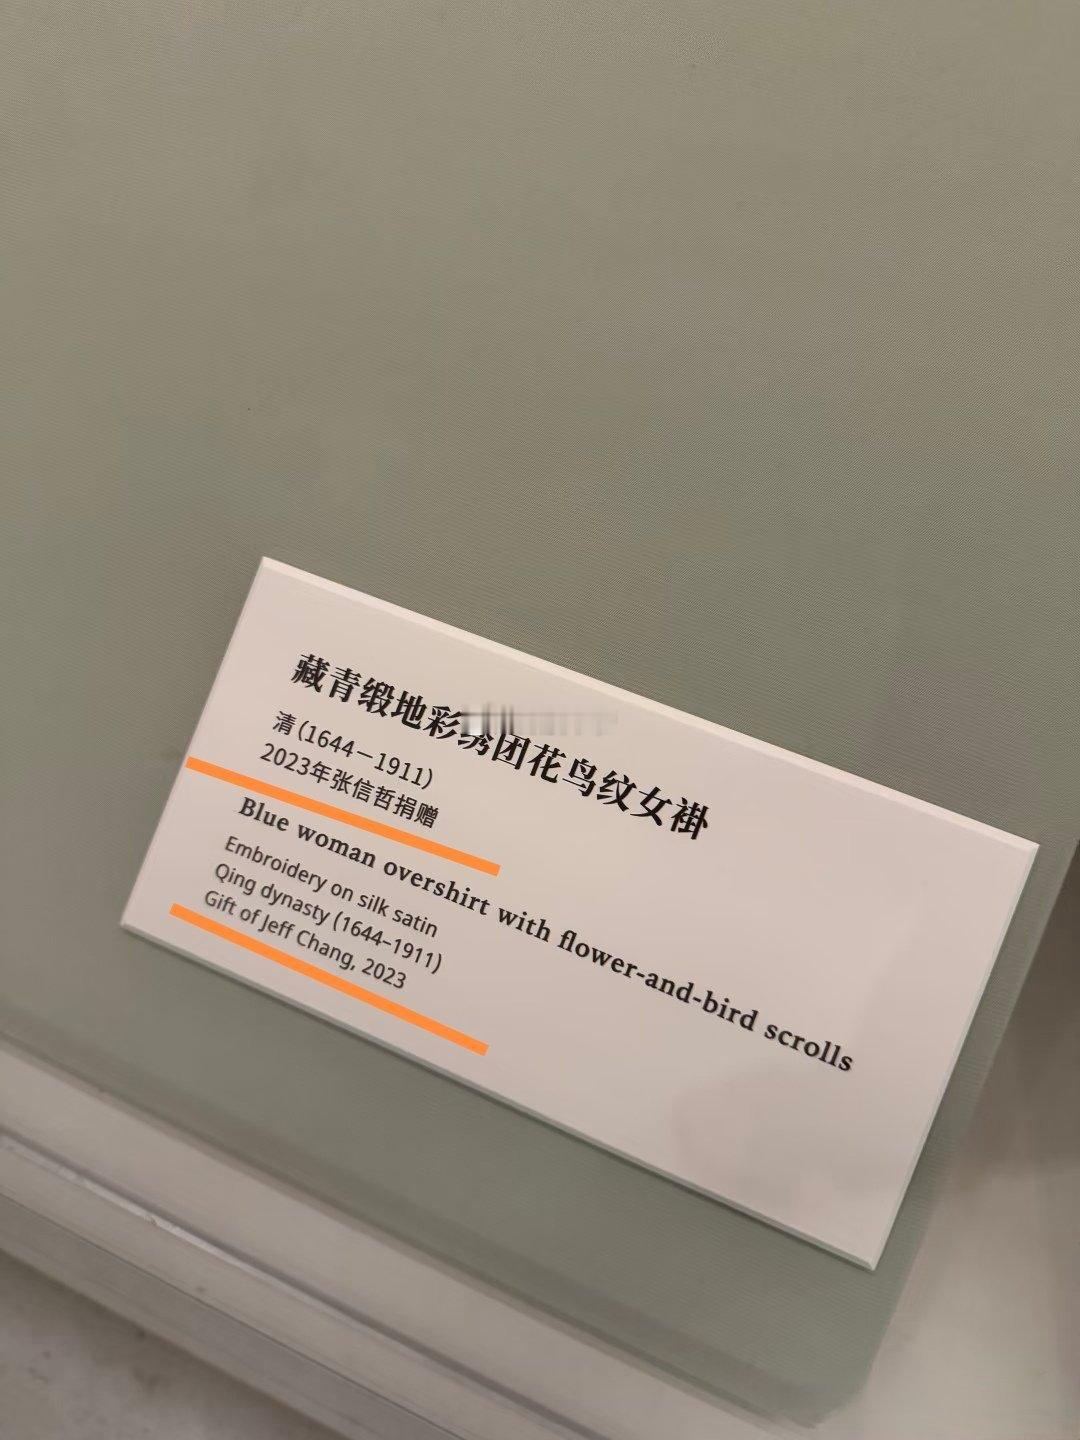 藏青缎地彩绣团花鸟纹女褂
清（1644－1911）
2023年张信哲捐赠
Blue woman overshirt with flower-and-bird scrolls
Embroidery on silk satin
Qing dynasty (1644–1911)
Gift of Jeff Chang, 2023